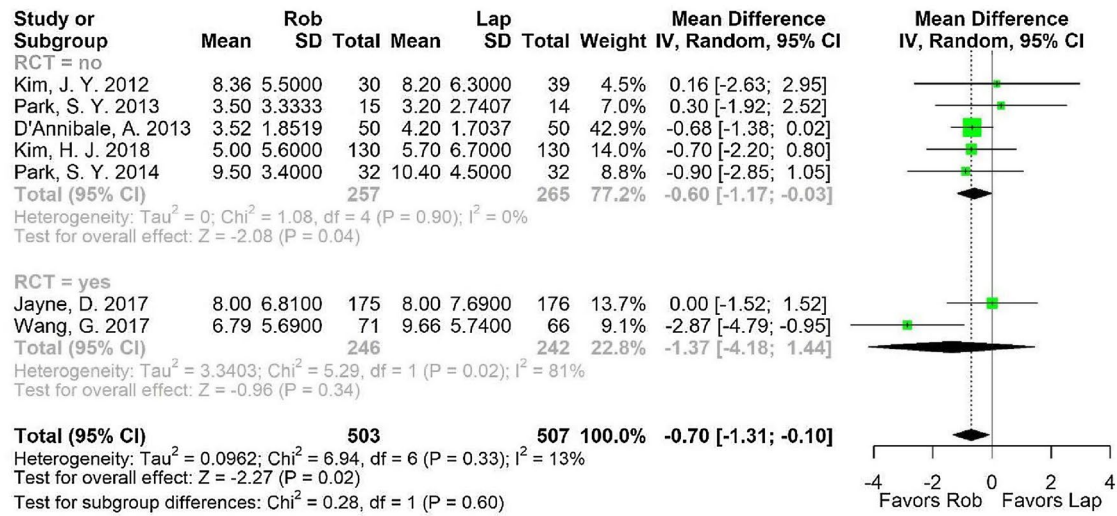 Study or Rob Lap Mean Difference Mean Difference
Subgroup Mean SD Total Mean SD Total Weight IV, Random, 95% CI IV, Random, 95% CI
RCT = no
Kim, J. Y. 2012 8.36 5.5000 30 8.20 6.3000 39 4.5% 0.16 [-2.63; 2.95]
Park, S. Y. 2013 3.50 3.3333 15 3.20 2.7407 14 7.0% 0.30 [-1.92; 2.52]
D'Annibale, A. 2013 3.52 1.8519 50 4.20 1.7037 50 42.9% -0.68 [-1.38; 0.02]
Kim, H. J. 2018 5.00 5.6000 130 5.70 6.7000 130 14.0% -0.70 [-2.20; 0.80]
Park, S. Y. 2014 9.50 3.4000 32 10.40 4.5000 32 8.8% -0.90 [-2.85; 1.05]
Total (95% CI) 257 265 77.2% -0.60 [-1.17; -0.03]
Heterogeneity: Tau² = 0; Chi² = 1.08, df = 4 (P = 0.90); I² = 0%
Test for overall effect: Z = -2.08 (P = 0.04)
RCT = yes
Jayne, D. 2017 8.00 6.8100 175 8.00 7.6900 176 13.7% 0.00 [-1.52; 1.52]
Wang, G. 2017 6.79 5.6900 71 9.66 5.7400 66 9.1% -2.87 [-4.79; -0.95]
Total (95% CI) 246 242 22.8% -1.37 [-4.18; 1.44]
Heterogeneity: Tau² = 3.3403; Chi² = 5.29, df = 1 (P = 0.02); I² = 81%
Test for overall effect: Z = -0.96 (P = 0.34)
Total (95% CI) 503 507 100.0% -0.70 [-1.31; -0.10]
Heterogeneity: Tau² = 0.0962; Chi² = 6.94, df = 6 (P = 0.33); I² = 13%
Test for overall effect: Z = -2.27 (P = 0.02)
Test for subgroup differences: Chi² = 0.28, df = 1 (P = 0.60)
-4 -2 0 2 4
Favors Rob Favors Lap